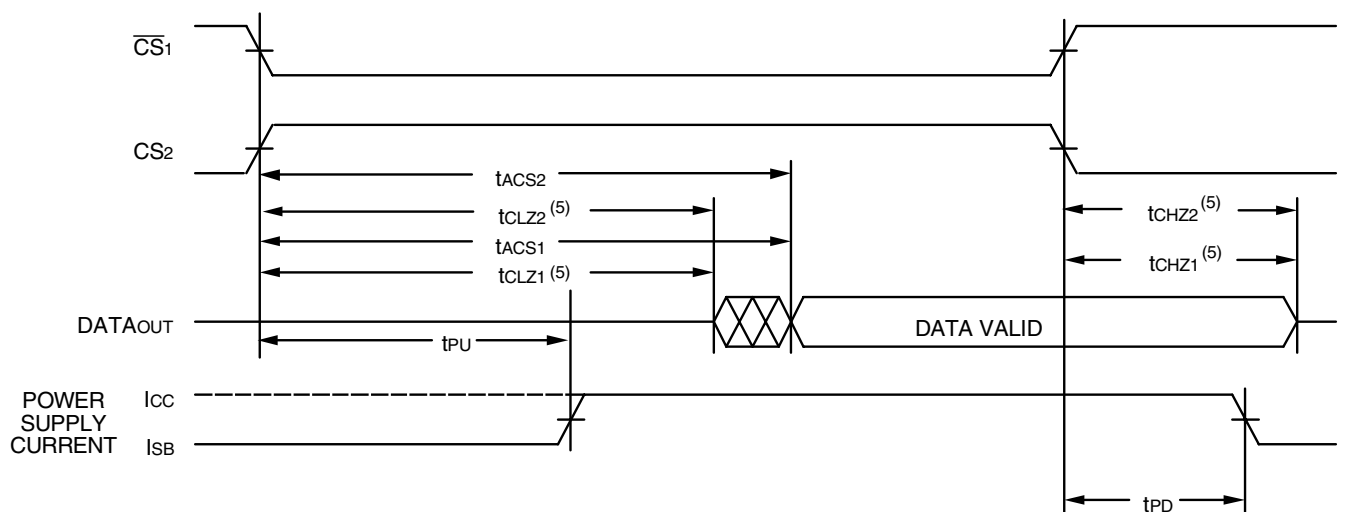 CS1
CS2
tACS2
tCLZ2 (5)
tCHZ2 (5)
tACS1
tCLZ1 (5)
tCHZ1 (5)
DATAOUT
DATA VALID
tPU
POWER
SUPPLY
CURRENT
ICC
ISB
tPD